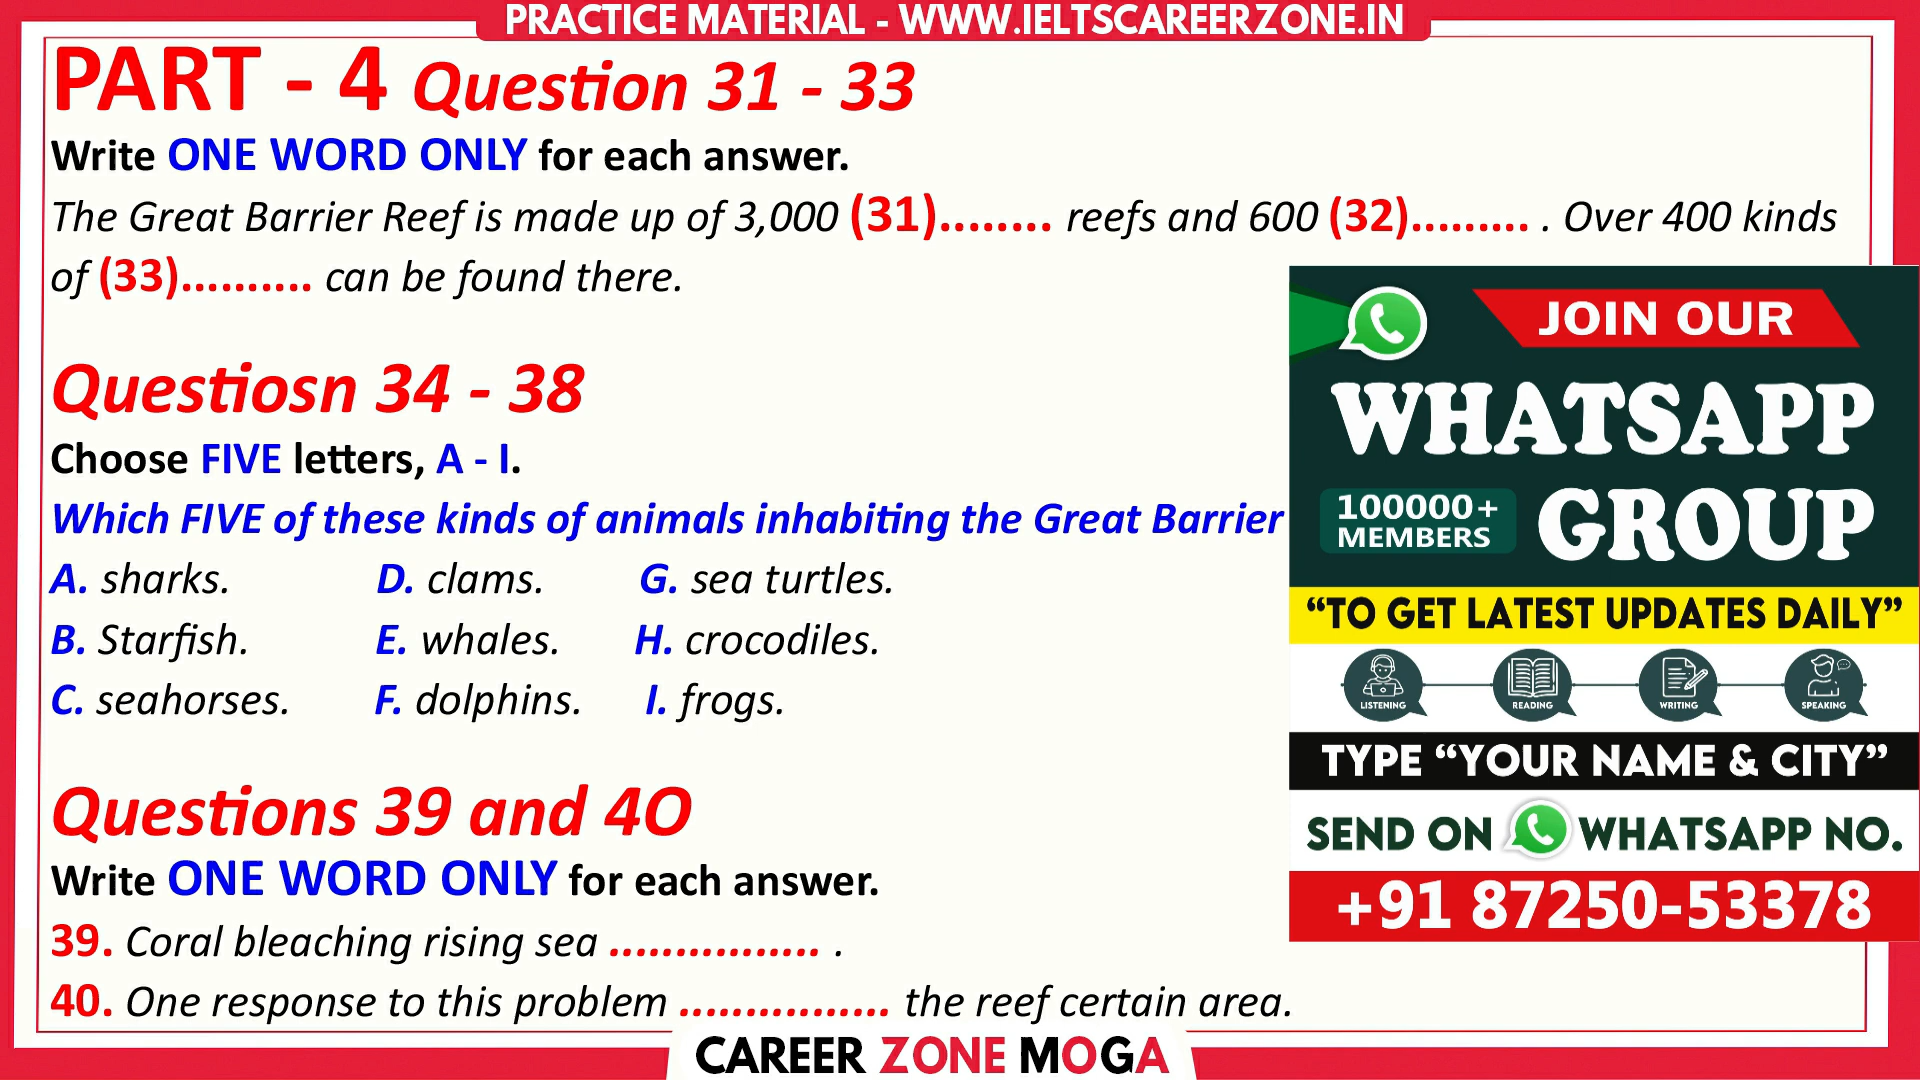 PRACTICE MATERIAL - WWW.IELTSCAREERZONE.IN
PART - 4 Question 31 - 33
Write ONE WORD ONLY for each answer.
The Great Barrier Reef is made up of 3,000 (31)........ reefs and 600 (32)......... . Over 400 kinds
of (33).......... can be found there.
Questiosn 34 - 38
Choose FIVE letters, A - I.
Which FIVE of these kinds of animals inhabiting the Great Barrier
A. sharks. D. clams. G. sea turtles.
B. Starfish. E. whales. H. crocodiles.
C. seahorses. F. dolphins. I. frogs.
Questions 39 and 4O
Write ONE WORD ONLY for each answer.
39. Coral bleaching rising sea ................ .
40. One response to this problem ................ the reef certain area.
JOIN OUR
WHATSAPP
100000+
MEMBERS
GROUP
“TO GET LATEST UPDATES DAILY”
LISTENING READING WRITING SPEAKING
TYPE “YOUR NAME & CITY”
SEND ON WHATSAPP NO.
+91 87250-53378
CAREER ZONE MOGA